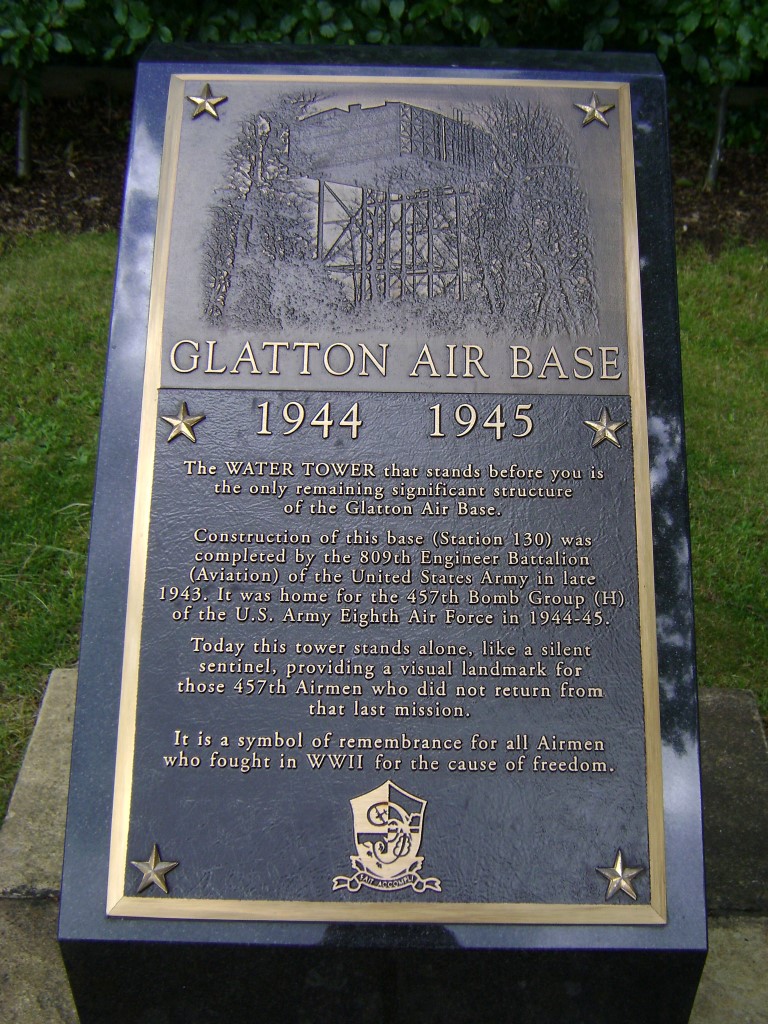 GLATTON AIR BASE
1944 1945
The WATER TOWER that stands before you is
the only remaining significant structure
of the Glatton Air Base.
Construction of this base (Station 130) was
completed by the 809th Engineer Battalion
(Aviation) of the United States Army in late
1943. It was home for the 457th Bomb Group (H)
of the U.S. Army Eighth Air Force in 1944-45.
Today this tower stands alone, like a silent
sentinel, providing a visual landmark for
those 457th Airmen who did not return from
that last mission.
It is a symbol of remembrance for all Airmen
who fought in WWII for the cause of freedom.
FAIT ACCOMPLI